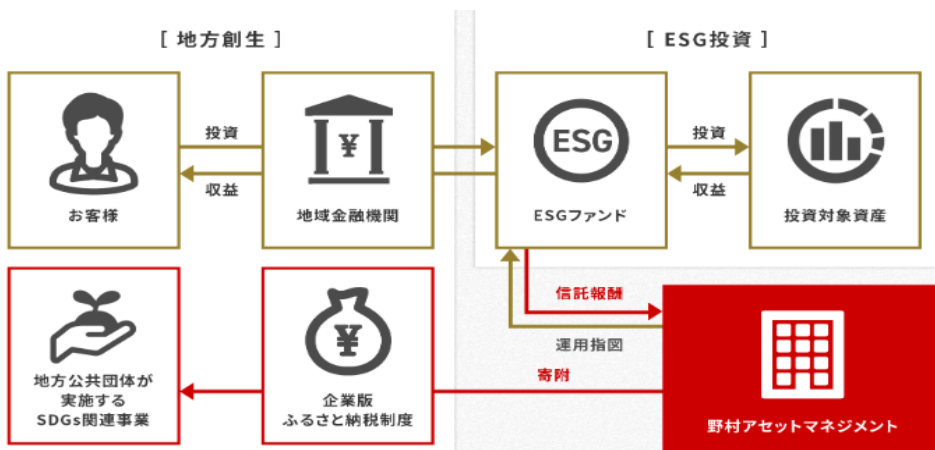 [ 地方創生 ]
[ ESG投資 ]
投資
収益
¥
ESG
投資
収益
お客様
地域金融機関
ESGファンド
投資対象資産
信託報酬
運用指図
寄附
¥
地方公共団体が
実施する
SDGs関連事業
企業版
ふるさと納税制度
野村アセットマネジメント